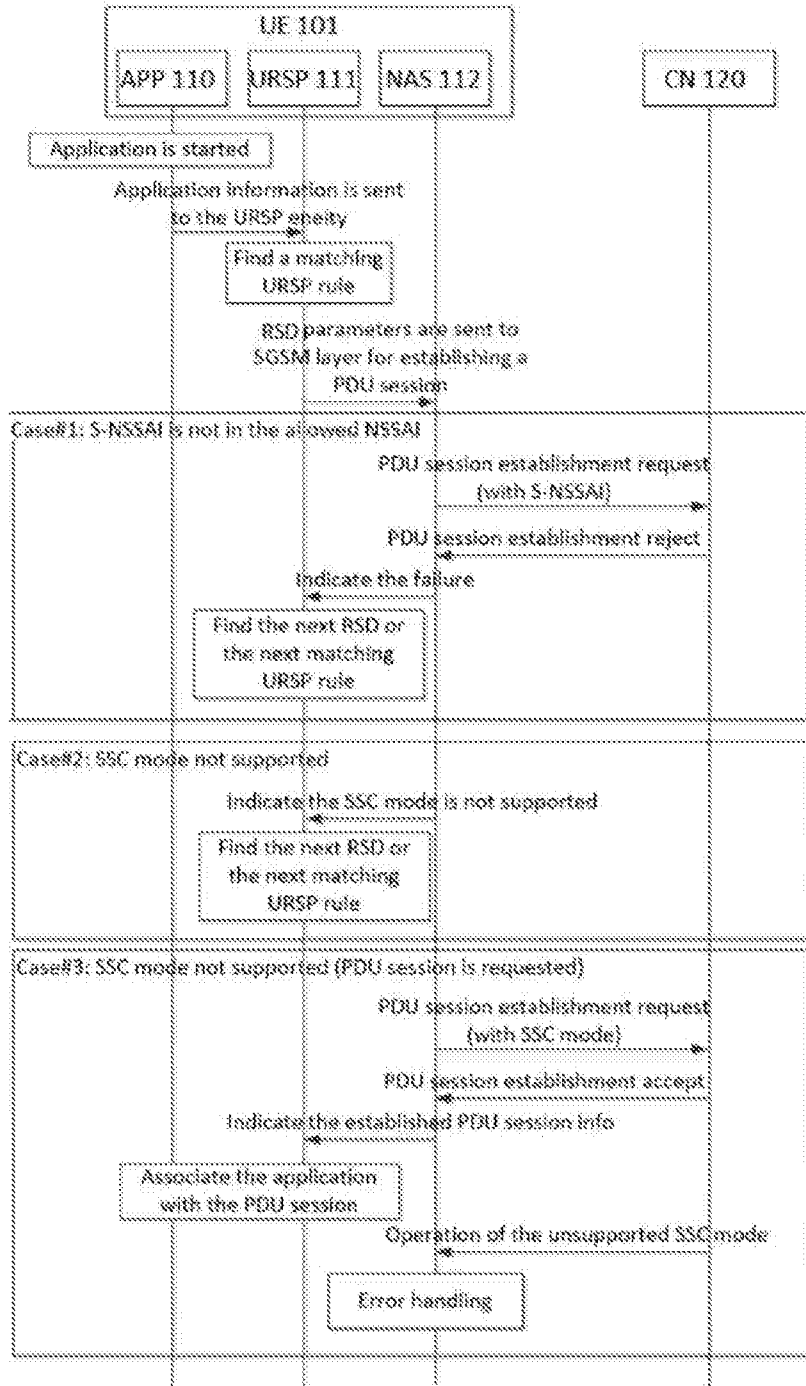 UE 101
APP 110
URSP 111
NAS 112
CN 120
Application is started
Application information is sent
to the URSP eneity
Find a matching
URSP rule
RSD parameters are sent to
5GSM layer for establishing a
PDU session
Case#1: S-NSSAI is not in the allowed NSSAI
PDU session establishment request
(with S-NSSAI)
PDU session establishment reject
Indicate the failure
Find the next RSD or
the next matching
URSP rule
Case#2: SSC mode not supported
Indicate the SSC mode is not supported
Find the next RSD or
the next matching
URSP rule
Case#3: SSC mode not supported (PDU session is requested)
PDU session establishment request
(with SSC mode)
PDU session establishment accept
Indicate the established PDU session info
Associate the application
with the PDU session
Operation of the unsupported SSC mode
Error handling